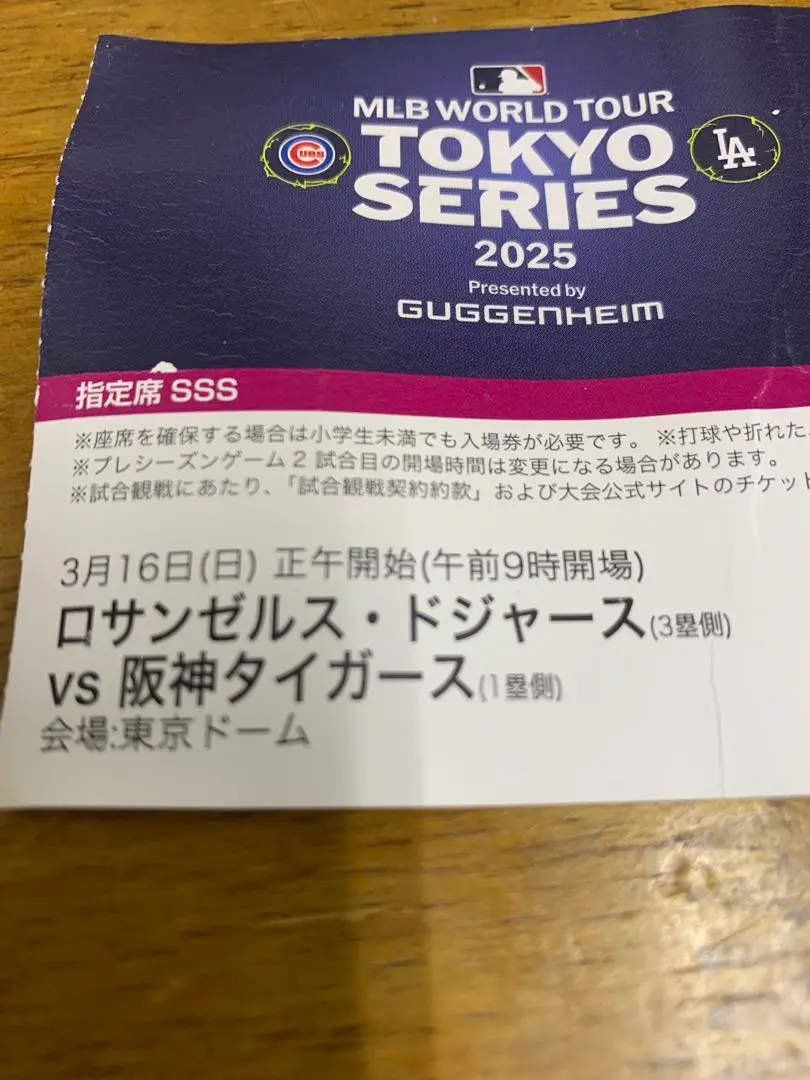 MLB WORLD TOUR
CUBS
TOKYO
LA
SERIES
2025
Presented by
GUGGENHEIM
指定席 SSS
※座席を確保する場合は小学生未満でも入場券が必要です。 ※打球や折れた
※プレシーズンゲーム2試合目の開場時間は変更になる場合があります。
※試合観戦にあたり、「試合観戦契約約款」および大会公式サイトのチケット
3月16日(日) 正午開始(午前9時開場)
ロサンゼルス・ドジャース(3塁側)
vs 阪神タイガース(1塁側)
会場:東京ドーム